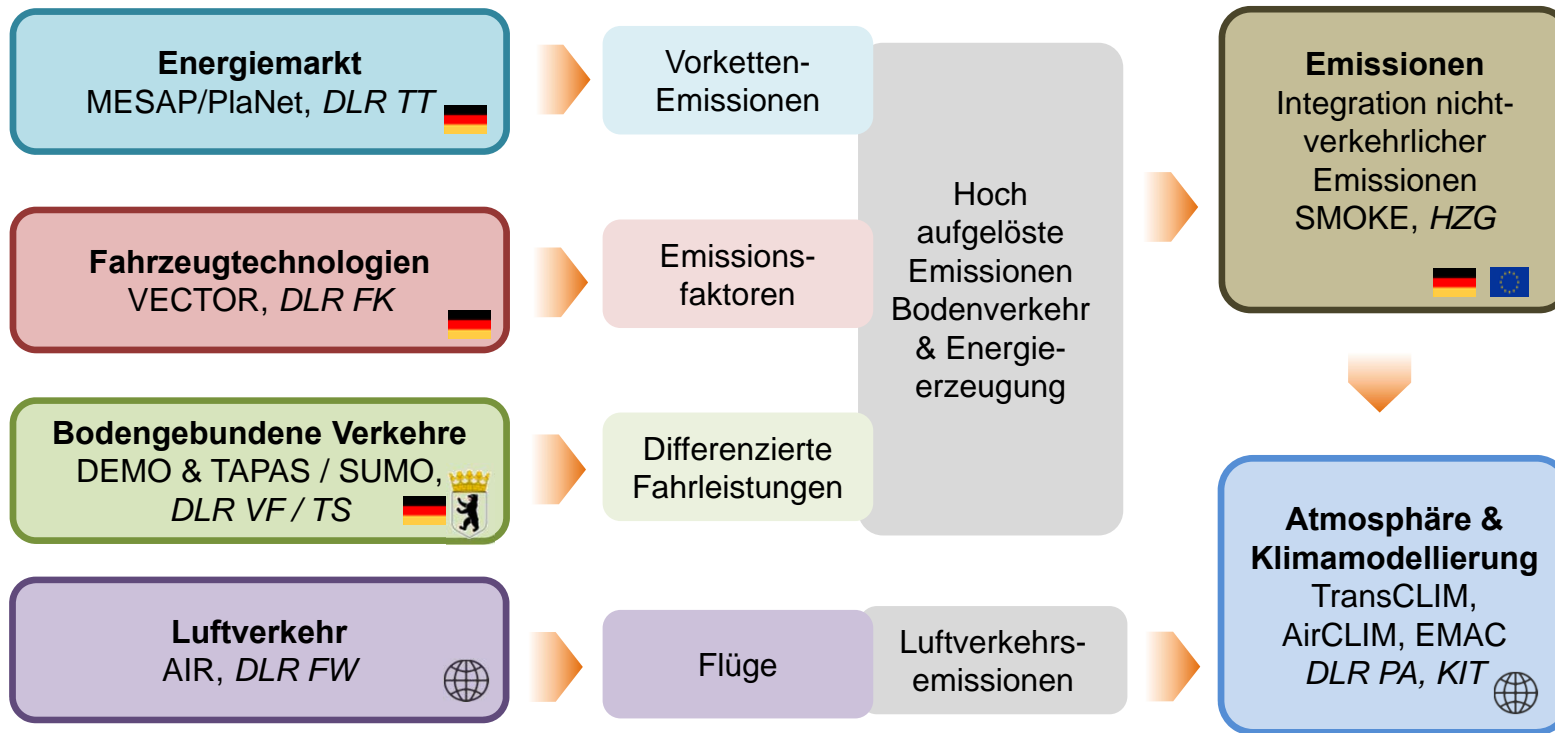 Energiemarkt
MESAP/PlaNet, DLR TT
Vorketten-
Emissionen
Fahrzeugtechnologien
VECTOR, DLR FK
Emissions-
faktoren
Bodengebundene Verkehre
DEMO & TAPAS / SUMO,
DLR VF / TS
Differenzierte
Fahrleistungen
Hoch
aufgelöste
Emissionen
Bodenverkehr
& Energie-
erzeugung
Emissionen
Integration nicht-
verkehrlicher
Emissionen
SMOKE, HZG
Luftverkehr
AIR, DLR FW
Flüge
Luftverkehrs-
emissionen
Atmosphäre &
Klimamodellierung
TransCLIM,
AirCLIM, EMAC
DLR PA, KIT